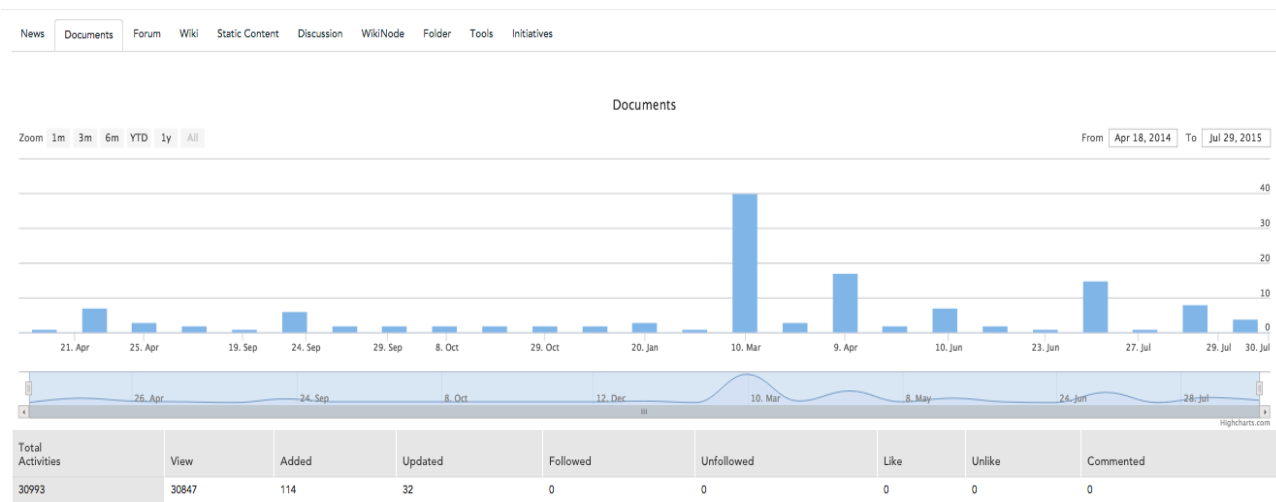 News Documents Forum Wiki Static Content Discussion WikiNode Folder Tools Initiatives
Documents
Zoom 1m 3m 6m YTD 1y All From Apr 18, 2014 To Jul 29, 2015
40
30
20
10
0
21. Apr 25. Apr 19. Sep 24. Sep 29. Sep 8. Oct 29. Oct 20. Jan 10. Mar 9. Apr 10. Jun 23. Jun 27. Jul 29. Jul 30. Jul
26. Apr 24. Sep 8. Oct 12. Dec 10. Mar 8. May 24. Jun 28. Jul
Highcharts.com
Total
Activities View Added Updated Followed Unfollowed Like Unlike Commented
30993 30847 114 32 0 0 0 0 0